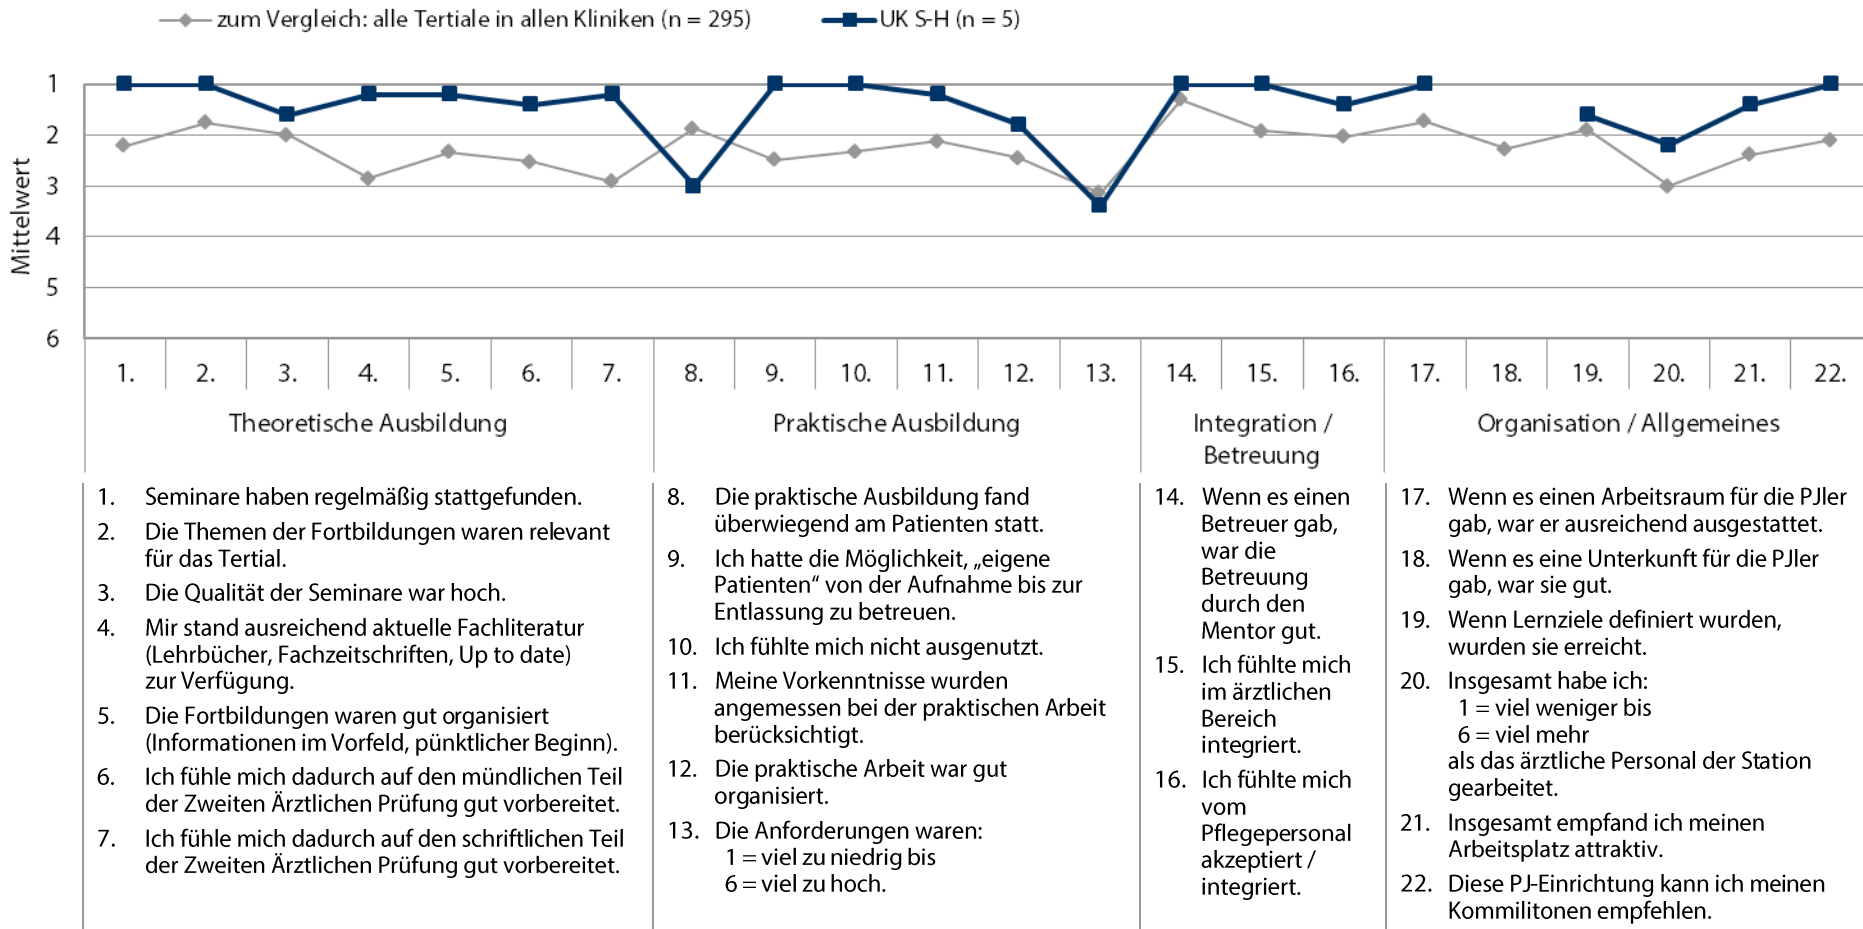 zum Vergleich: alle Tertiale in allen Kliniken (n = 295)
UK S-H (n = 5)
Mittelwert
1
2
3
4
5
6
1. 2. 3. 4. 5. 6. 7. 8. 9. 10. 11. 12. 13. 14. 15. 16. 17. 18. 19. 20. 21. 22.
Theoretische Ausbildung
Praktische Ausbildung
Integration /
Betreuung
Organisation / Allgemeines
1. Seminare haben regelmäßig stattgefunden.
2. Die Themen der Fortbildungen waren relevant
für das Tertial.
3. Die Qualität der Seminare war hoch.
4. Mir stand ausreichend aktuelle Fachliteratur
(Lehrbücher, Fachzeitschriften, Up to date)
zur Verfügung.
5. Die Fortbildungen waren gut organisiert
(Informationen im Vorfeld, pünktlicher Beginn).
6. Ich fühle mich dadurch auf den mündlichen Teil
der Zweiten Ärztlichen Prüfung gut vorbereitet.
7. Ich fühle mich dadurch auf den schriftlichen Teil
der Zweiten Ärztlichen Prüfung gut vorbereitet.
8. Die praktische Ausbildung fand
überwiegend am Patienten statt.
9. Ich hatte die Möglichkeit, „eigene
Patienten“ von der Aufnahme bis zur
Entlassung zu betreuen.
10. Ich fühlte mich nicht ausgenutzt.
11. Meine Vorkenntnisse wurden
angemessen bei der praktischen Arbeit
berücksichtigt.
12. Die praktische Arbeit war gut
organisiert.
13. Die Anforderungen waren:
1 = viel zu niedrig bis
6 = viel zu hoch.
14. Wenn es einen
Betreuer gab,
war die
Betreuung
durch den
Mentor gut.
15. Ich fühlte mich
im ärztlichen
Bereich
integriert.
16. Ich fühlte mich
vom
Pflegepersonal
akzeptiert /
integriert.
17. Wenn es einen Arbeitsraum für die PJler
gab, war er ausreichend ausgestattet.
18. Wenn es eine Unterkunft für die PJler
gab, war sie gut.
19. Wenn Lernziele definiert wurden,
wurden sie erreicht.
20. Insgesamt habe ich:
1 = viel weniger bis
6 = viel mehr
als das ärztliche Personal der Station
gearbeitet.
21. Insgesamt empfand ich meinen
Arbeitsplatz attraktiv.
22. Diese PJ-Einrichtung kann ich meinen
Kommilitonen empfehlen.